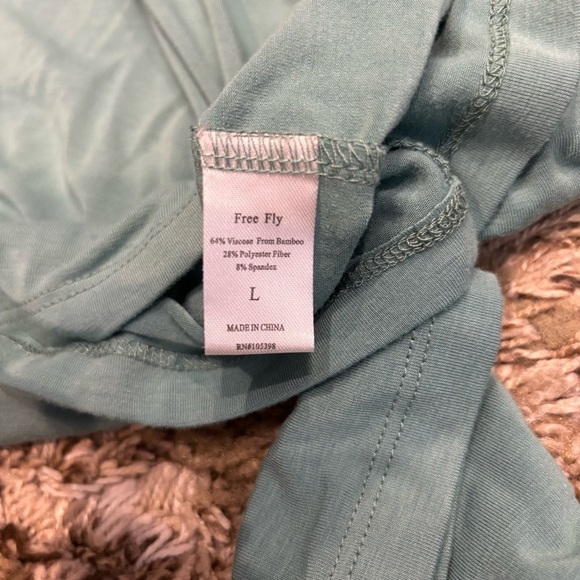 Free Fly
64% Viscose From Bamboo
28% Polyester Fiber
8% Spandex
L
MADE IN CHINA
RN#105398